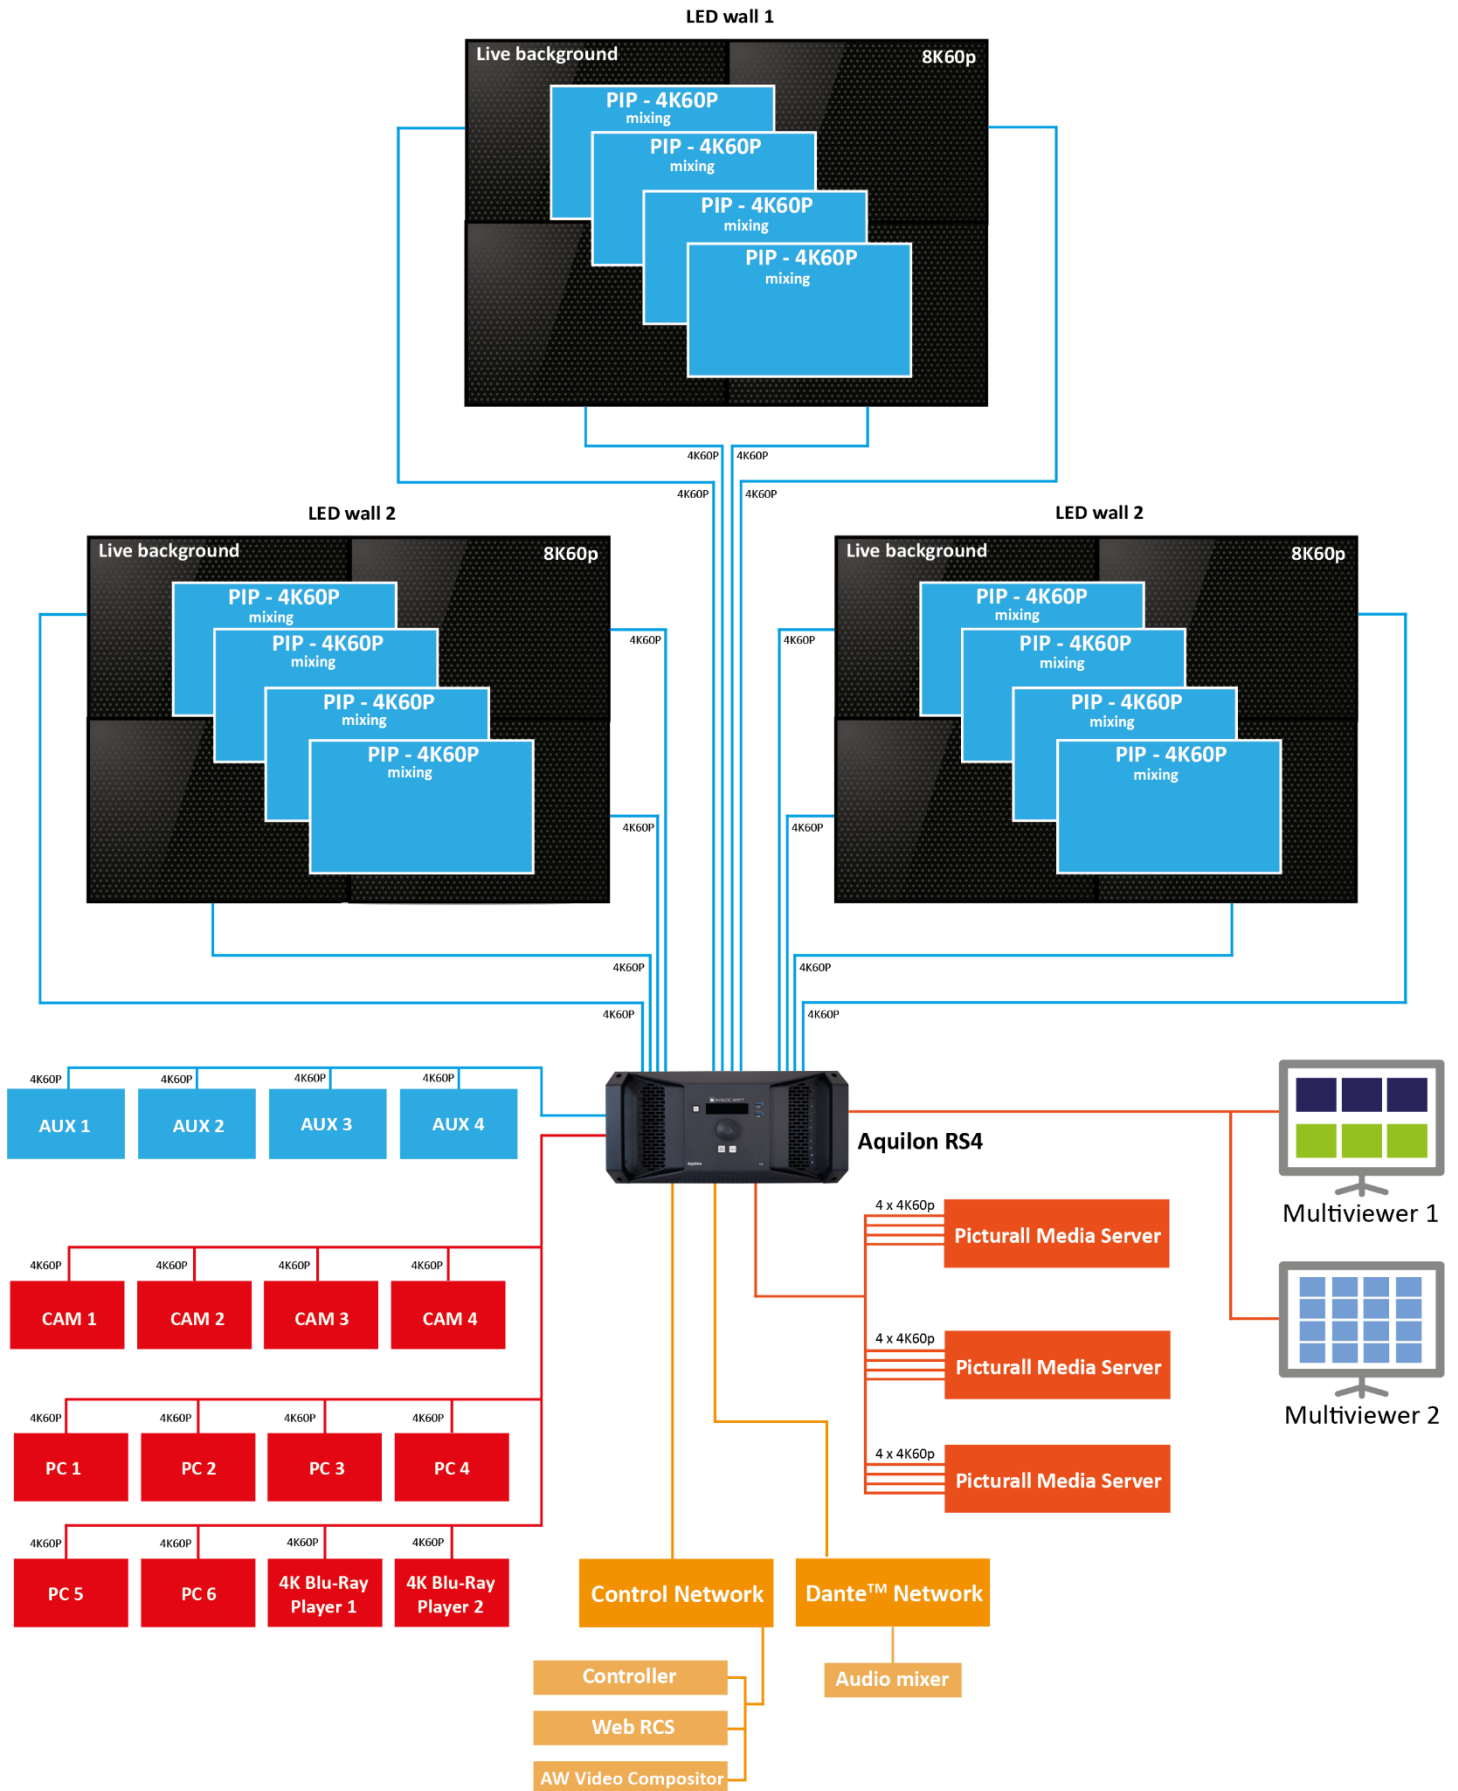 LED wall 1
Live background
8K60p
PIP - 4K60P
mixing
PIP - 4K60P
mixing
PIP - 4K60P
mixing
PIP - 4K60P
mixing
4K60P
4K60P
4K60P
4K60P
LED wall 2
Live background
8K60p
PIP - 4K60P
mixing
PIP - 4K60P
mixing
PIP - 4K60P
mixing
PIP - 4K60P
mixing
4K60P
4K60P
4K60P
4K60P
LED wall 2
Live background
8K60p
PIP - 4K60P
mixing
PIP - 4K60P
mixing
PIP - 4K60P
mixing
PIP - 4K60P
mixing
4K60P
4K60P
4K60P
4K60P
4K60P
4K60P
4K60P
4K60P
AUX 1
AUX 2
AUX 3
AUX 4
Aquilon RS4
Multiviewer 1
Multiviewer 2
4K60P
4K60P
4K60P
4K60P
CAM 1
CAM 2
CAM 3
CAM 4
4K60P
4K60P
4K60P
4K60P
PC 1
PC 2
PC 3
PC 4
4K60P
4K60P
4K60P
4K60P
PC 5
PC 6
4K Blu-Ray
Player 1
4K Blu-Ray
Player 2
4 x 4K60p
Picturall Media Server
4 x 4K60p
Picturall Media Server
4 x 4K60p
Picturall Media Server
Control Network
Dante™ Network
Controller
Web RCS
AW Video Compositor
Audio mixer